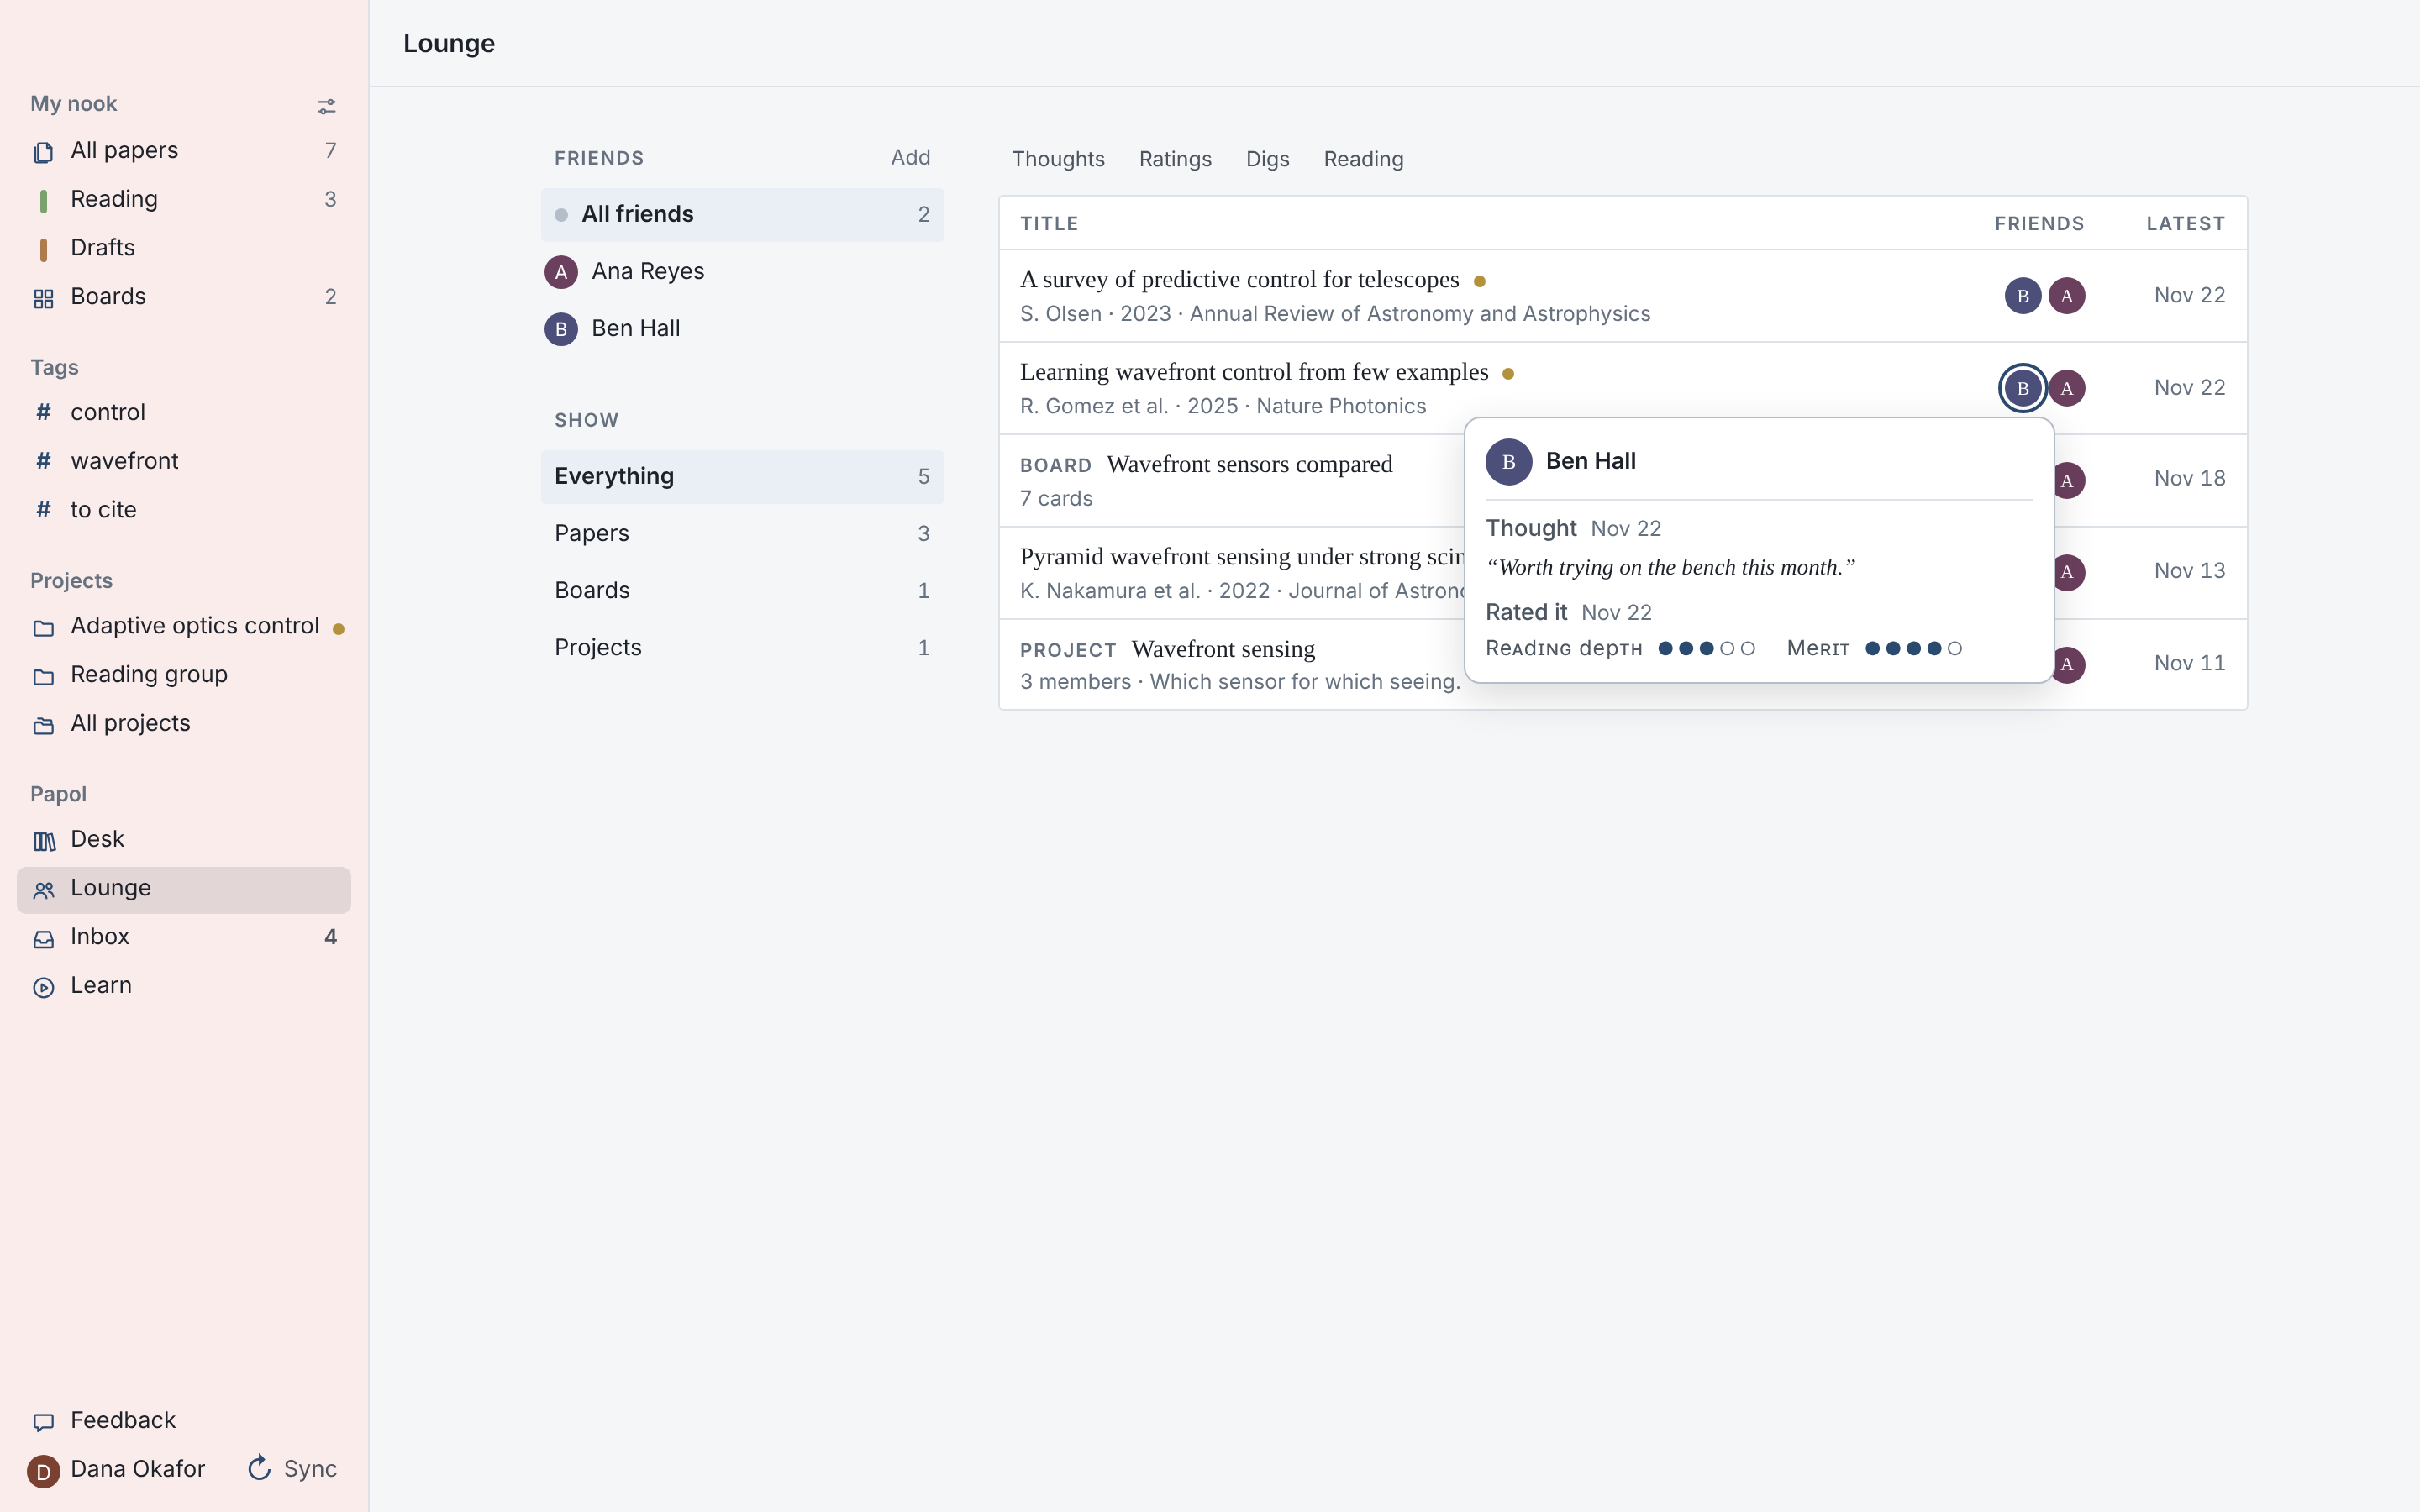 Lounge
My nook
All papers 7
Reading 3
Drafts
Boards 2
Tags
# control
# wavefront
# to cite
Projects
Adaptive optics control
Reading group
All projects
Papol
Desk
Lounge
Inbox 4
Learn
Feedback
D Dana Okafor Sync
FRIENDS Add
All friends 2
A Ana Reyes
B Ben Hall
SHOW
Everything 5
Papers 3
Boards 1
Projects 1
Thoughts Ratings Digs Reading
TITLE FRIENDS LATEST
A survey of predictive control for telescopes B A Nov 22
S. Olsen · 2023 · Annual Review of Astronomy and Astrophysics
Learning wavefront control from few examples B A Nov 22
R. Gomez et al. · 2025 · Nature Photonics
BOARD Wavefront sensors compared A Nov 18
7 cards
Pyramid wavefront sensing under strong A Nov 13
K. Nakamura et al. · 2022 · Journal of
PROJECT Wavefront sensing A Nov 11
3 members · Which sensor for which seeing.
B Ben Hall
Thought Nov 22
“Worth trying on the bench this month.”
Rated it Nov 22
Reading depth Merit